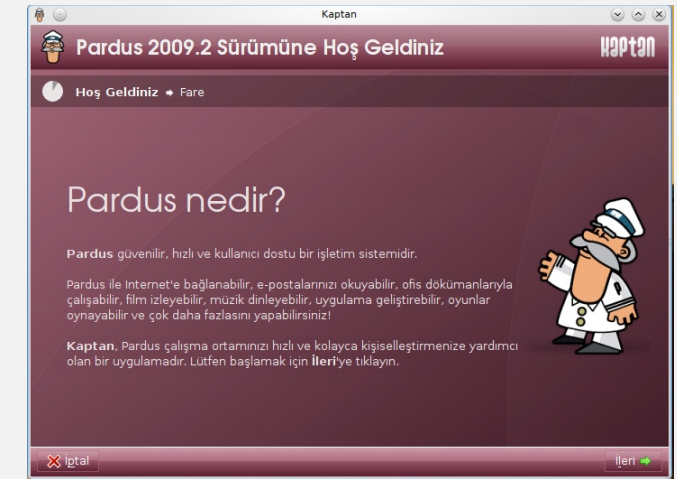 Kaptan
Pardus 2009.2 Sürümüne Hoş Geldiniz
kaptan
Hoş Geldiniz → Fare
Pardus nedir?
Pardus güvenilir, hızlı ve kullanıcı dostu bir işletim sistemidir.
Pardus ile Internet'e bağlanabilir, e-postalarınızı okuyabilir, ofis dökümanlarıyla
çalışabilir, film izleyebilir, müzik dinleyebilir, uygulama geliştirebilir, oyunlar
oynayabilir ve çok daha fazlasını yapabilirsiniz!
Kaptan, Pardus çalışma ortamınızı hızlı ve kolayca kişiselleştirmenize yardımcı
olan bir uygulamadır. Lütfen başlamak için İleri'ye tıklayın.
İptal
İleri